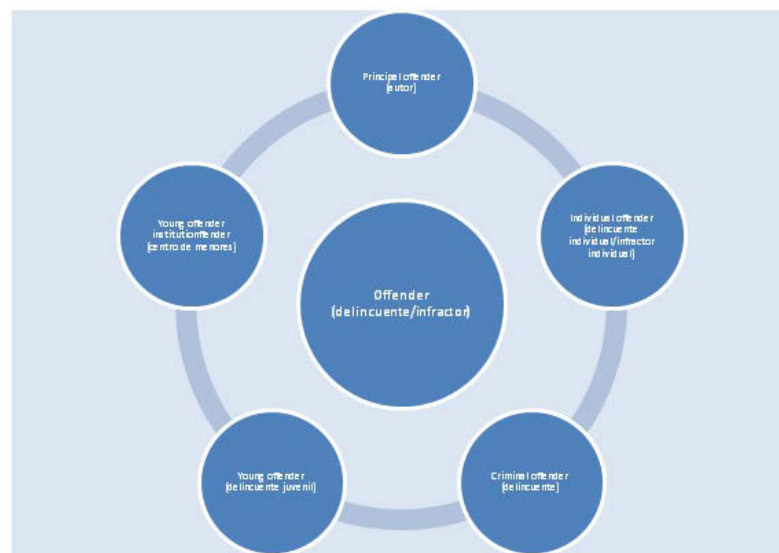 Principal offender
(autor)
Individual offender
(delincuente
individual/infractor
individual)
Criminal offender
(delincuente)
Young offender
(delincuente juvenil)
Young offender
institutionffender
(centro de menores)
Offender
(delincuente/infractor)